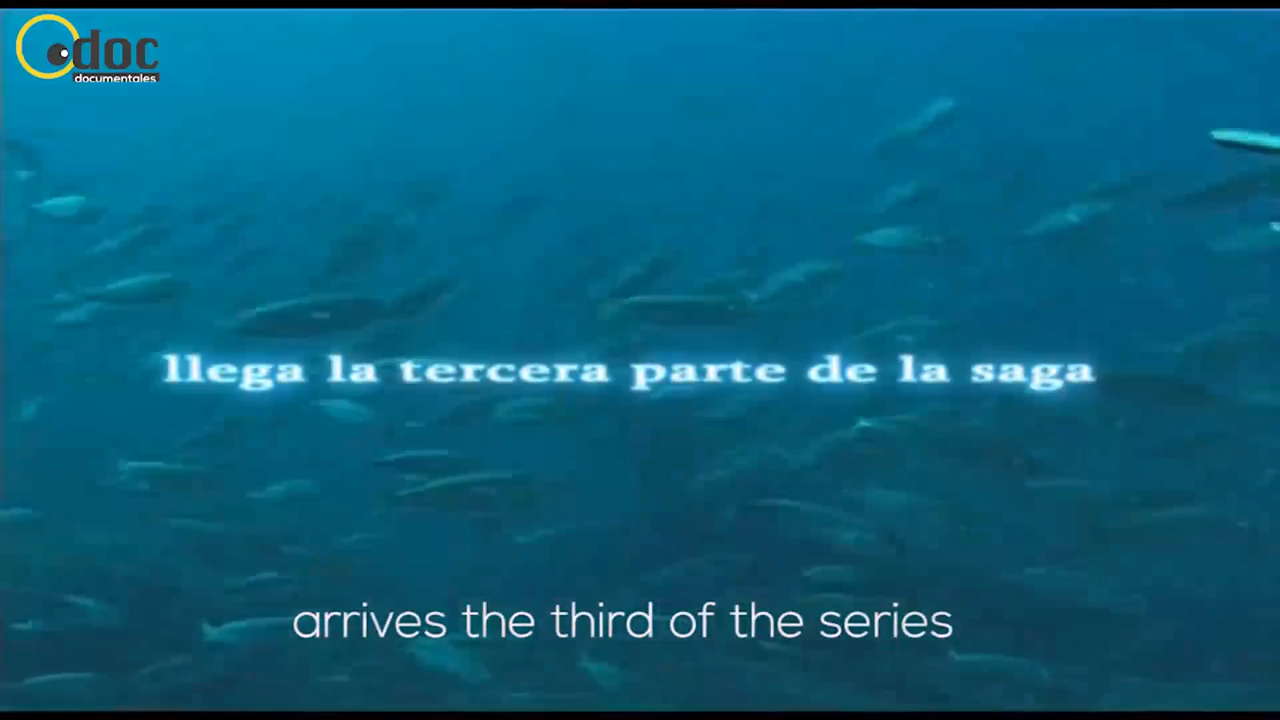 doc
documentales
llega la tercera parte de la saga
arrives the third of the series